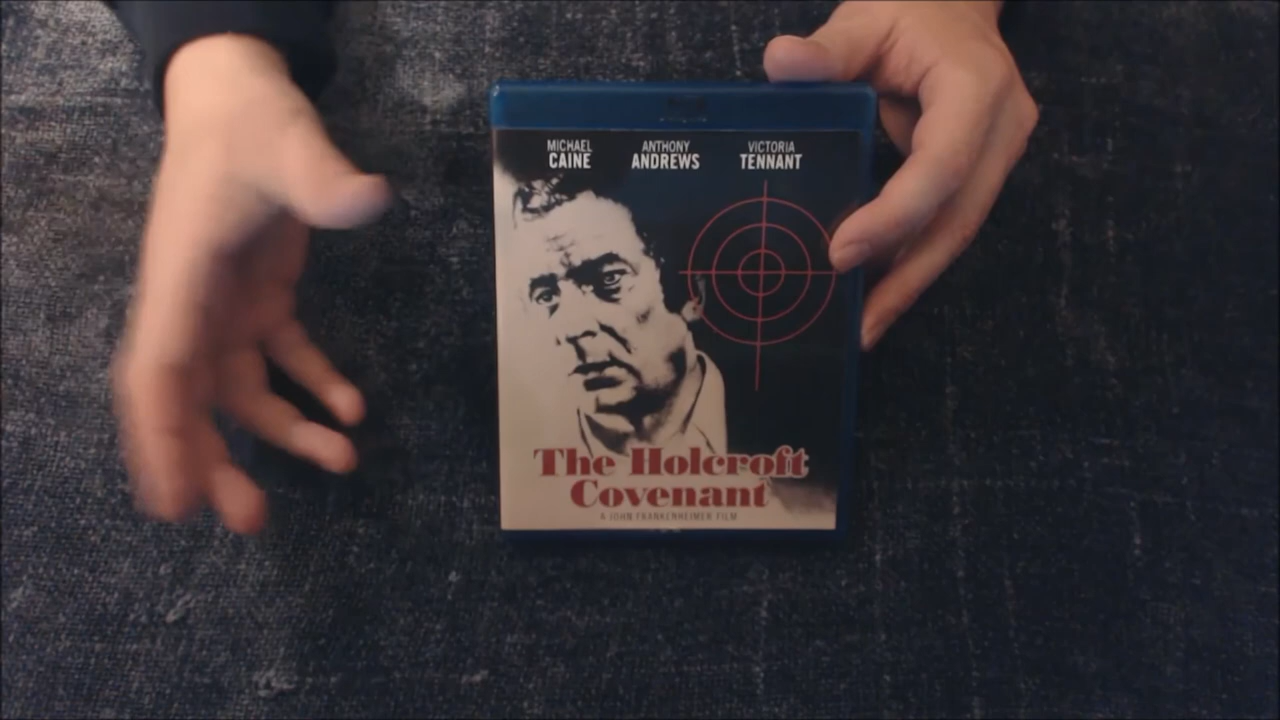 MICHAEL CAINE
ANTHONY ANDREWS
VICTORIA TENNANT
The Holcroft
Covenant
A JOHN FRANKENHEIMER FILM